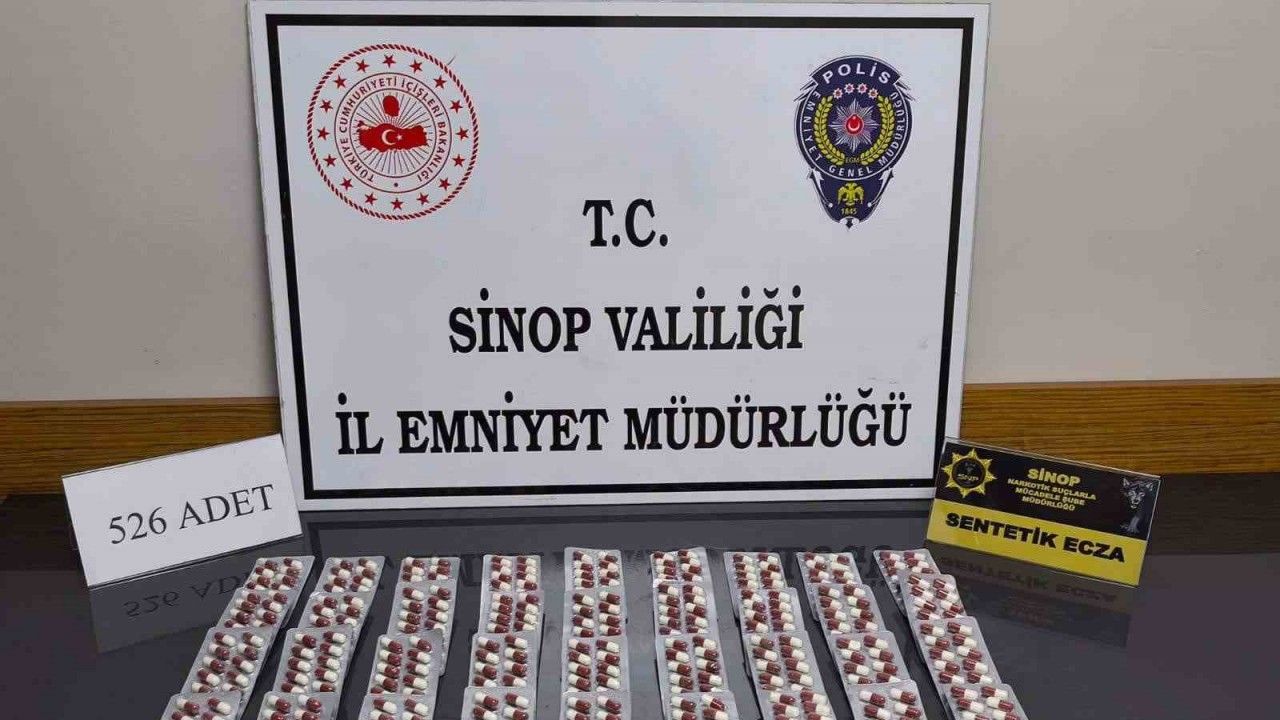 TÜRKİYE CUMHURİYETİ İÇİŞLERİ BAKANLIĞI
POLİS
EMNİYET GENEL MÜDÜRLÜĞÜ
EGM
1845
T.C.
SİNOP VALİLİĞİ
İL EMNİYET MÜDÜRLÜĞÜ
526 ADET
SİNOP
NARKOTİK SUÇLARLA
MÜCADELE ŞUBE
MÜDÜRLÜĞÜ
SENTETİK ECZA